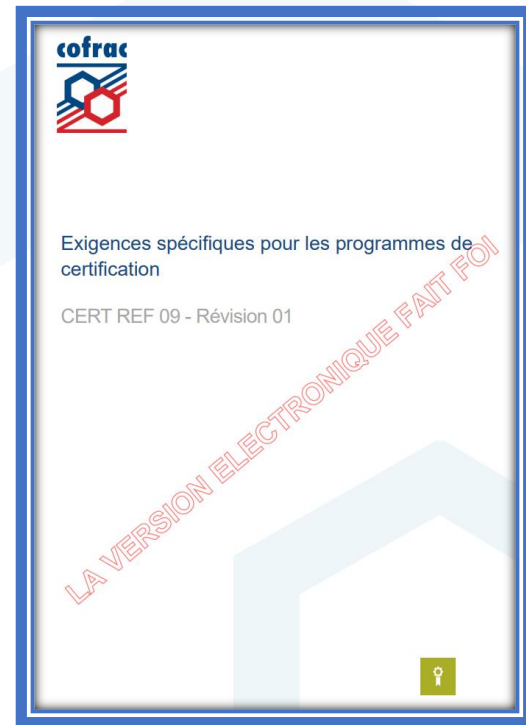 cofrac
Exigences spécifiques pour les programmes de
certification
CERT REF 09 - Révision 01
LA VERSION ELECTRONIQUE FAIT FOI